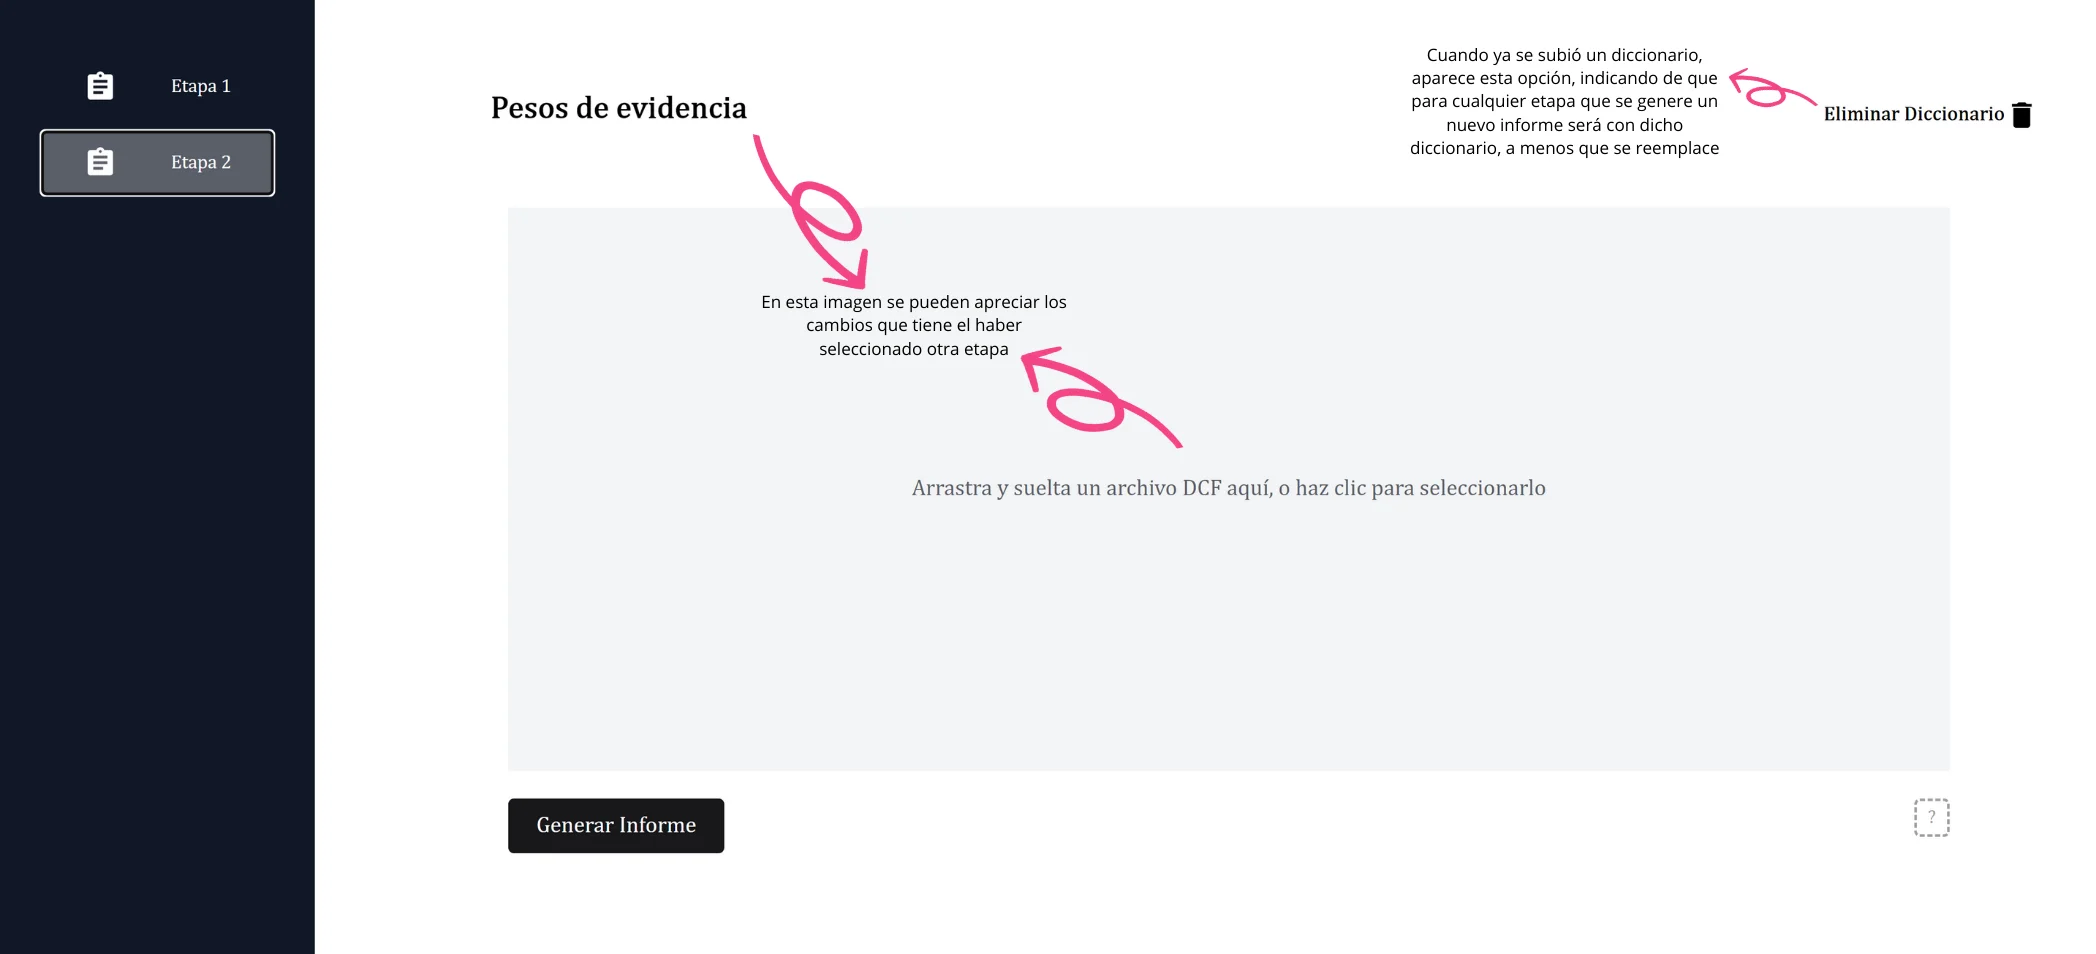 Etapa 1
Etapa 2
Pesos de evidencia
Cuando ya se subió un diccionario,
aparece esta opción, indicando de que
para cualquier etapa que se genere un
nuevo informe será con dicho
diccionario, a menos que se reemplace
Eliminar Diccionario
En esta imagen se pueden apreciar los
cambios que tiene el haber
seleccionado otra etapa
Arrastra y suelta un archivo DCF aquí, o haz clic para seleccionarlo
Generar Informe
?